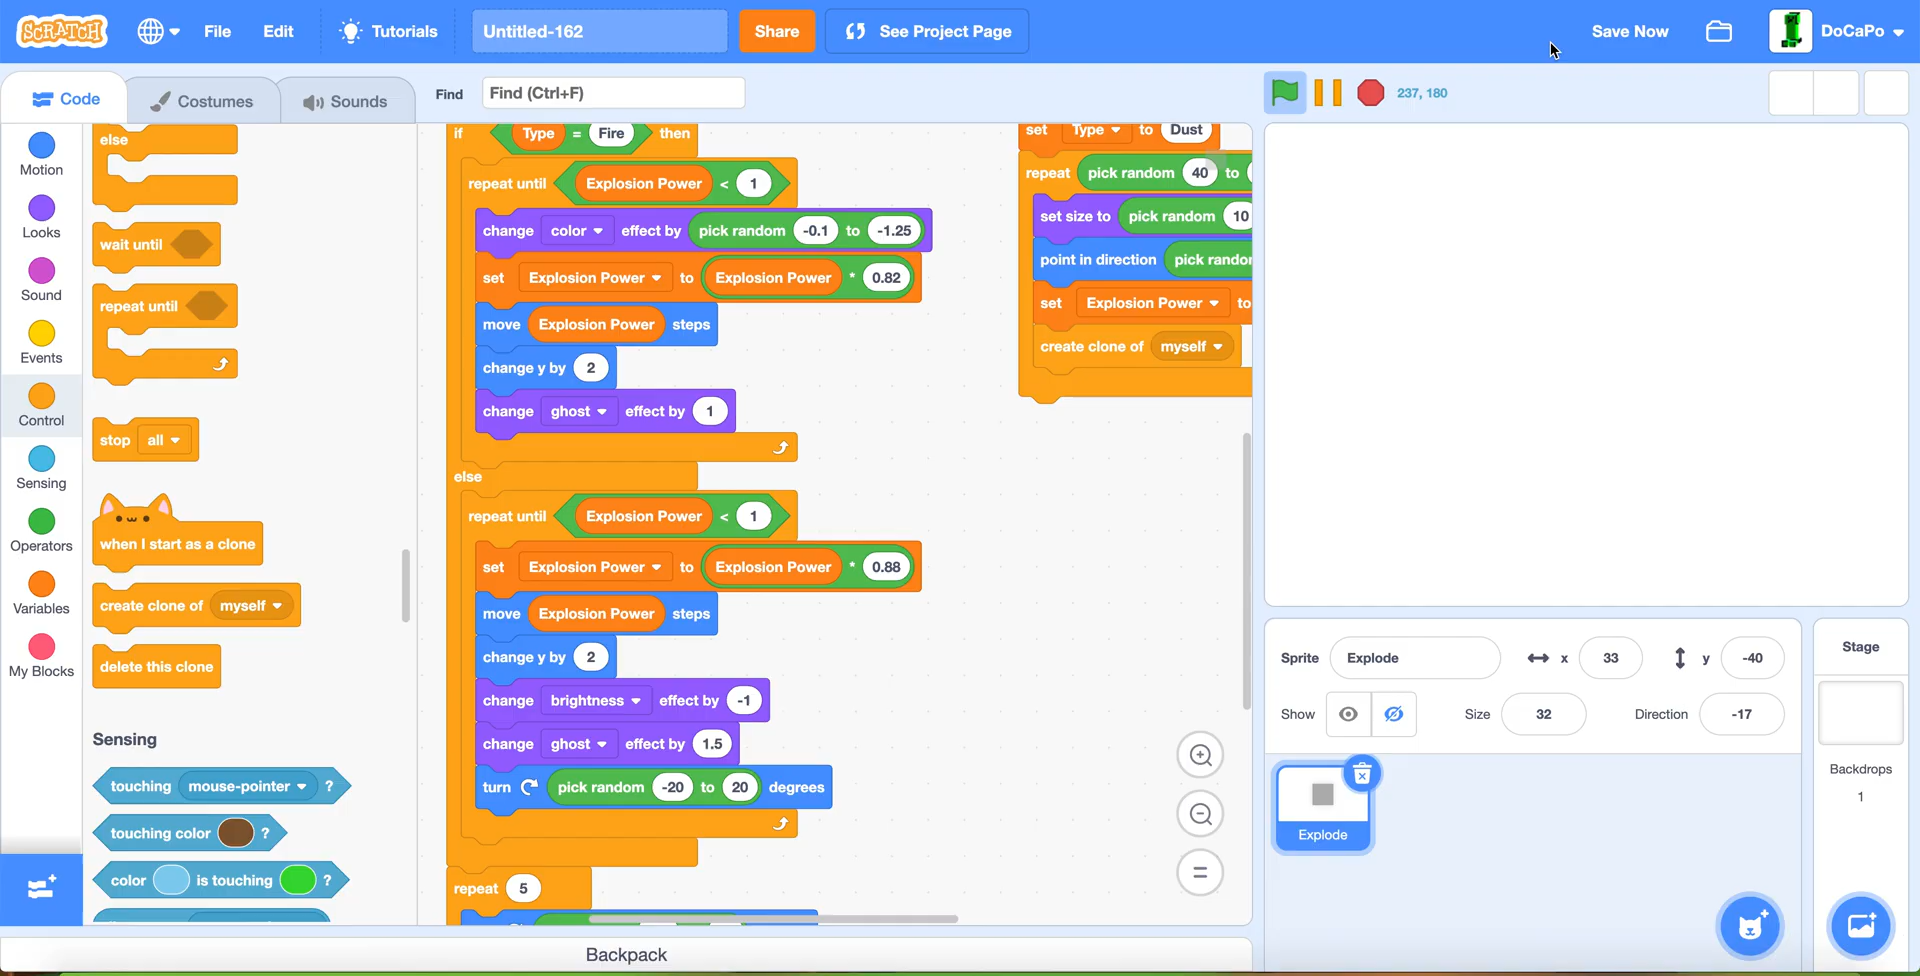 SCRATCH File Edit Tutorials Untitled-162 Share See Project Page Save Now DoCaPo
Code Costumes Sounds Find Find (Ctrl+F) 237, 180
Motion
Looks
Sound
Events
Control
Sensing
Operators
Variables
My Blocks
else
wait until
repeat until
stop all
when I start as a clone
create clone of myself
delete this clone
Sensing
touching mouse-pointer ?
touching color ?
color is touching ?
if Type = Fire then
repeat until Explosion Power < 1
change color effect by pick random -0.1 to -1.25
set Explosion Power to Explosion Power * 0.82
move Explosion Power steps
change y by 2
change ghost effect by 1
else
repeat until Explosion Power < 1
set Explosion Power to Explosion Power * 0.88
move Explosion Power steps
change y by 2
change brightness effect by -1
change ghost effect by 1.5
turn pick random -20 to 20 degrees
repeat 5
set Type to Dust
repeat pick random 40 to
set size to pick random 10
point in direction pick random
set Explosion Power to
create clone of myself
Sprite Explode x 33 y -40
Show Size 32 Direction -17
Explode
Stage
Backdrops
1
Backpack